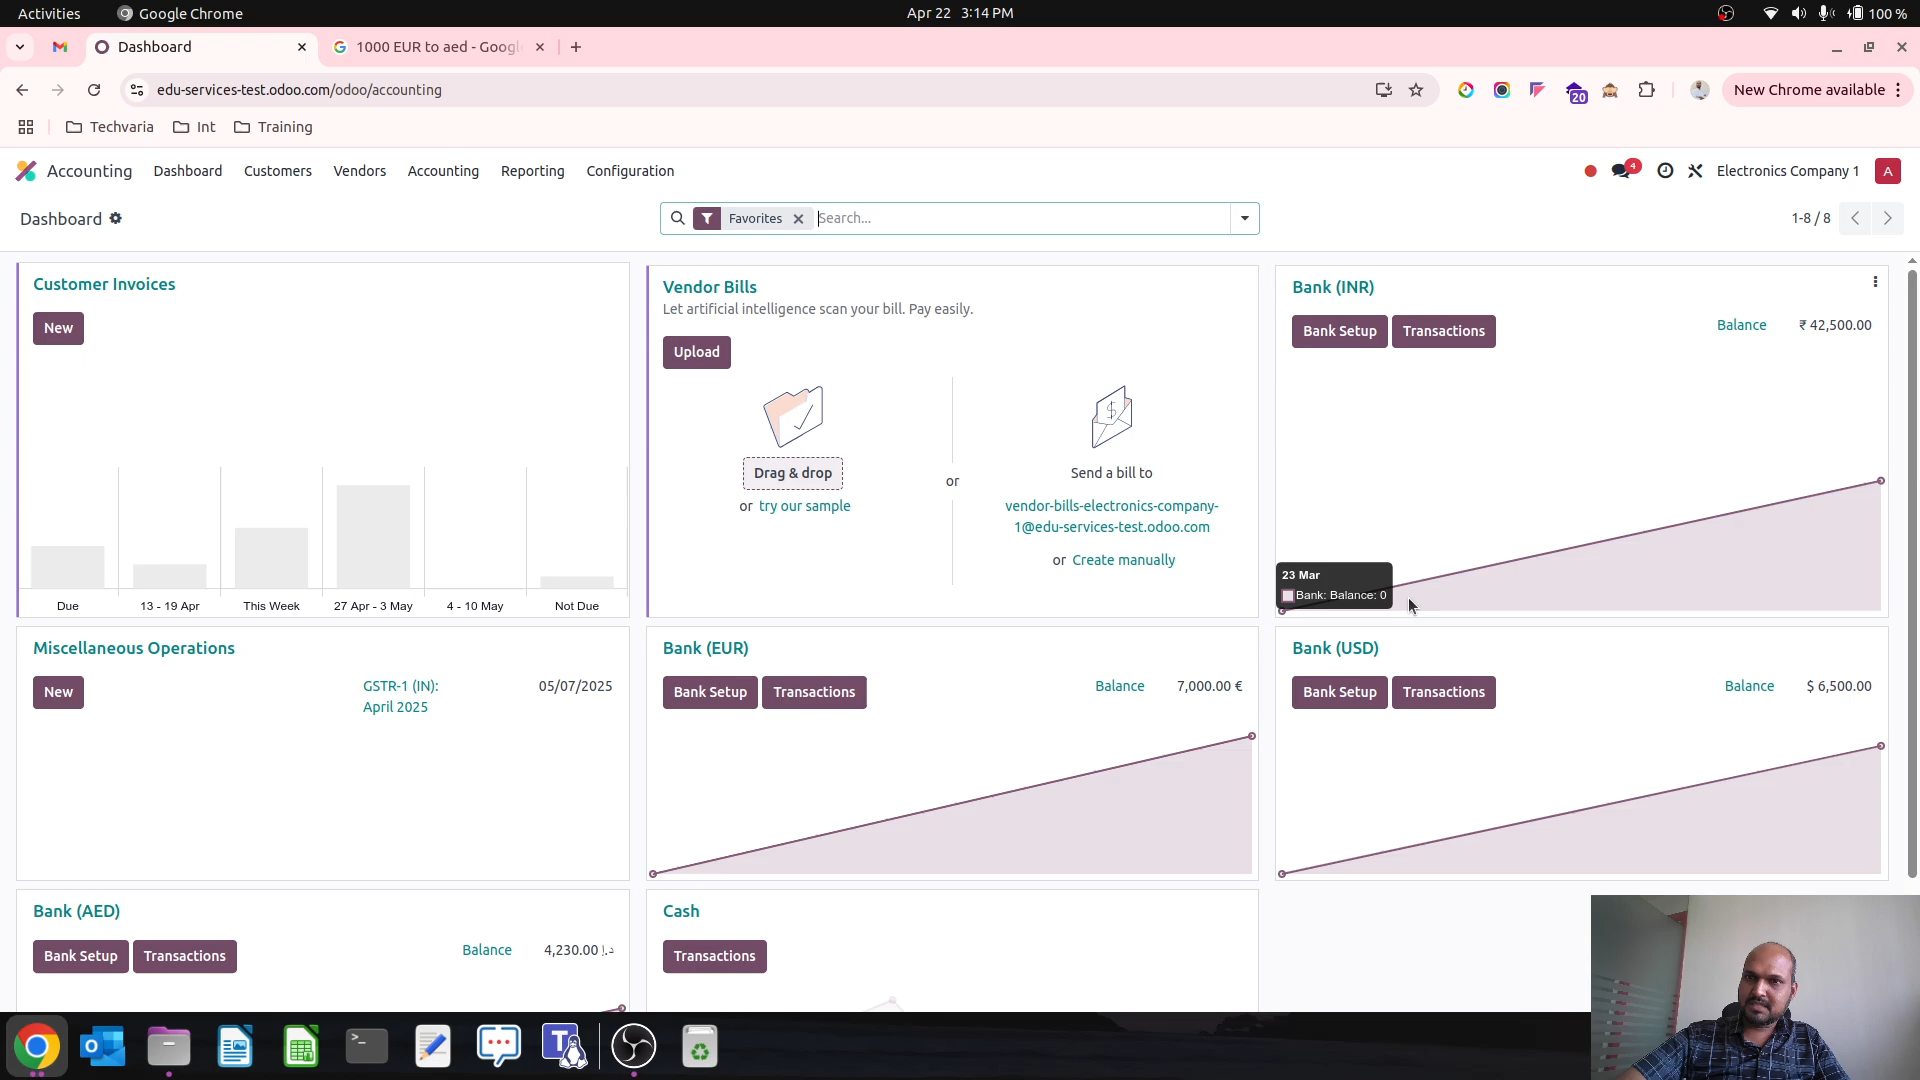 Activities
Google Chrome
Apr 22 3:14 PM
100 %
Dashboard
1000 EUR to aed - Googl
edu-services-test.odoo.com/odoo/accounting
20
New Chrome available
Techvaria
Int
Training
Accounting
Dashboard
Customers
Vendors
Accounting
Reporting
Configuration
4
Electronics Company 1
A
Dashboard
Favorites
Search...
1-8 / 8
Customer Invoices
New
Due
13 - 19 Apr
This Week
27 Apr - 3 May
4 - 10 May
Not Due
Vendor Bills
Let artificial intelligence scan your bill. Pay easily.
Upload
Drag & drop
or try our sample
or
$
Send a bill to
vendor-bills-electronics-company-
1@edu-services-test.odoo.com
or Create manually
Bank (INR)
Bank Setup
Transactions
Balance
₹ 42,500.00
23 Mar
Bank: Balance: 0
Miscellaneous Operations
New
GSTR-1 (IN):
April 2025
05/07/2025
Bank (EUR)
Bank Setup
Transactions
Balance
7,000.00 €
Bank (USD)
Bank Setup
Transactions
Balance
$ 6,500.00
Bank (AED)
Bank Setup
Transactions
Balance
4,230.00
Cash
Transactions
T